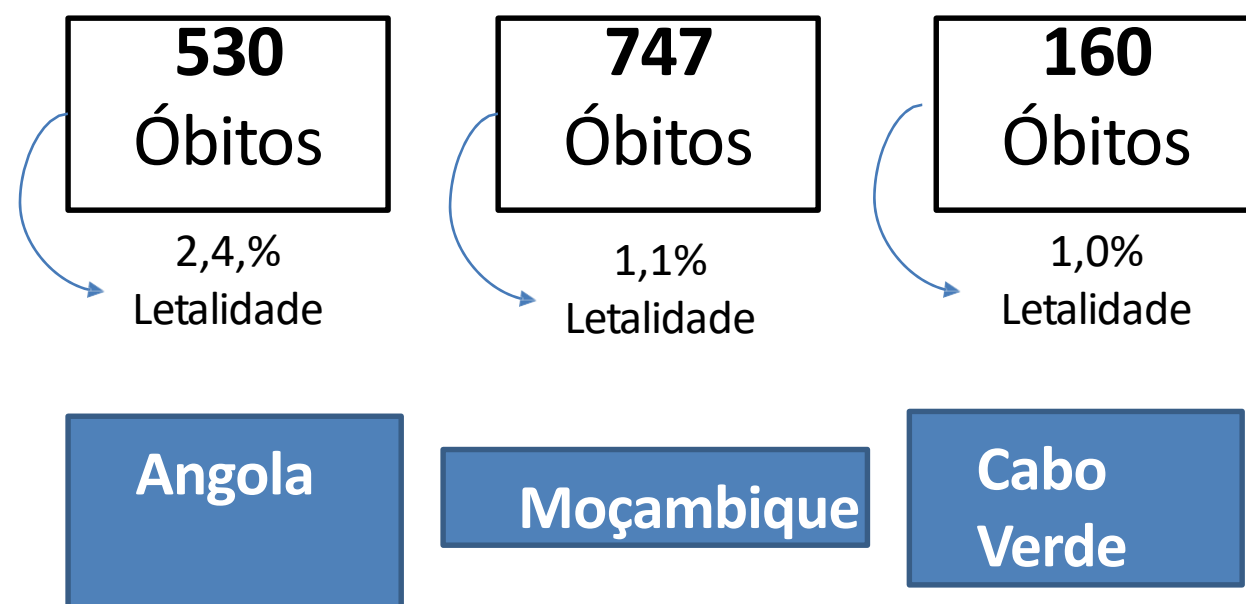 530
Óbitos
2,4,%
Letalidade
747
Óbitos
1,1%
Letalidade
160
Óbitos
1,0%
Letalidade
Angola
Moçambique
Cabo
Verde